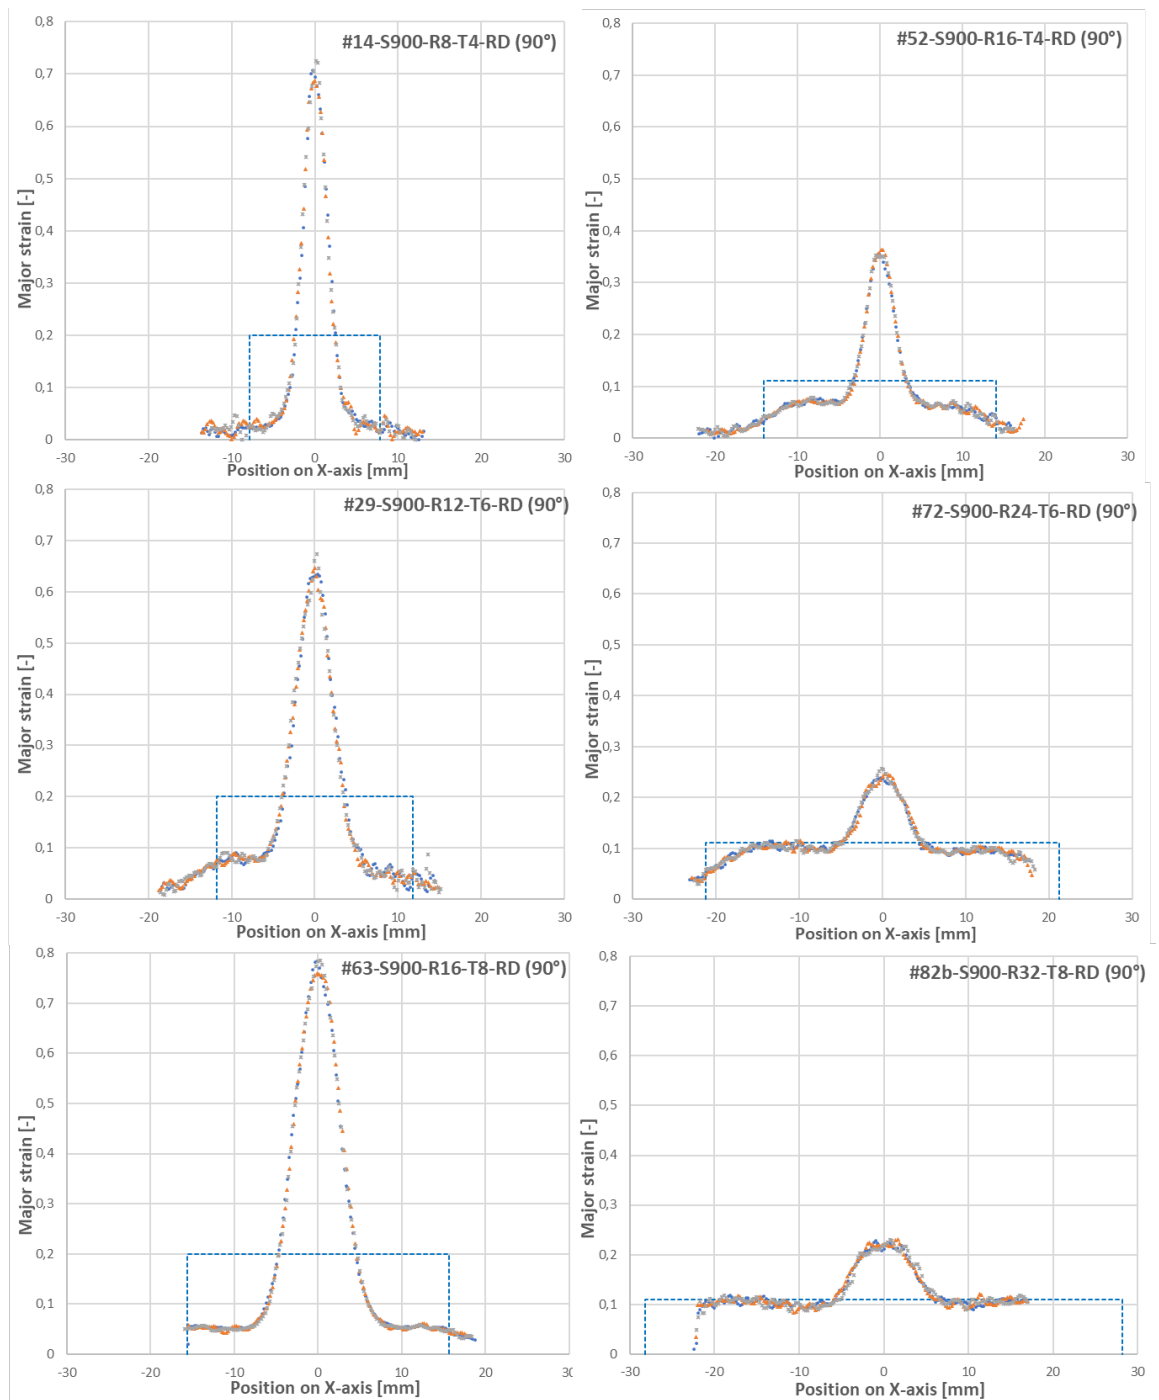 #14-S900-R8-T4-RD (90°)
0,8
0,7
0,6
0,5
0,4
0,3
0,2
0,1
0
Major strain [-]
-30 -20 -10 0 10 20 30
Position on X-axis [mm]
#52-S900-R16-T4-RD (90°)
0,8
0,7
0,6
0,5
0,4
0,3
0,2
0,1
0
Major strain [-]
-30 -20 -10 0 10 20 30
Position on X-axis [mm]
#29-S900-R12-T6-RD (90°)
0,8
0,7
0,6
0,5
0,4
0,3
0,2
0,1
0
Major strain [-]
-30 -20 -10 0 10 20 30
Position on X-axis [mm]
#72-S900-R24-T6-RD (90°)
0,8
0,7
0,6
0,5
0,4
0,3
0,2
0,1
0
Major strain [-]
-30 -20 -10 0 10 20 30
Position on X-axis [mm]
#63-S900-R16-T8-RD (90°)
0,8
0,7
0,6
0,5
0,4
0,3
0,2
0,1
0
Major strain [-]
-30 -20 -10 0 10 20 30
Position on X-axis [mm]
#82b-S900-R32-T8-RD (90°)
0,8
0,7
0,6
0,5
0,4
0,3
0,2
0,1
0
Major strain [-]
-30 -20 -10 0 10 20 30
Position on X-axis [mm]